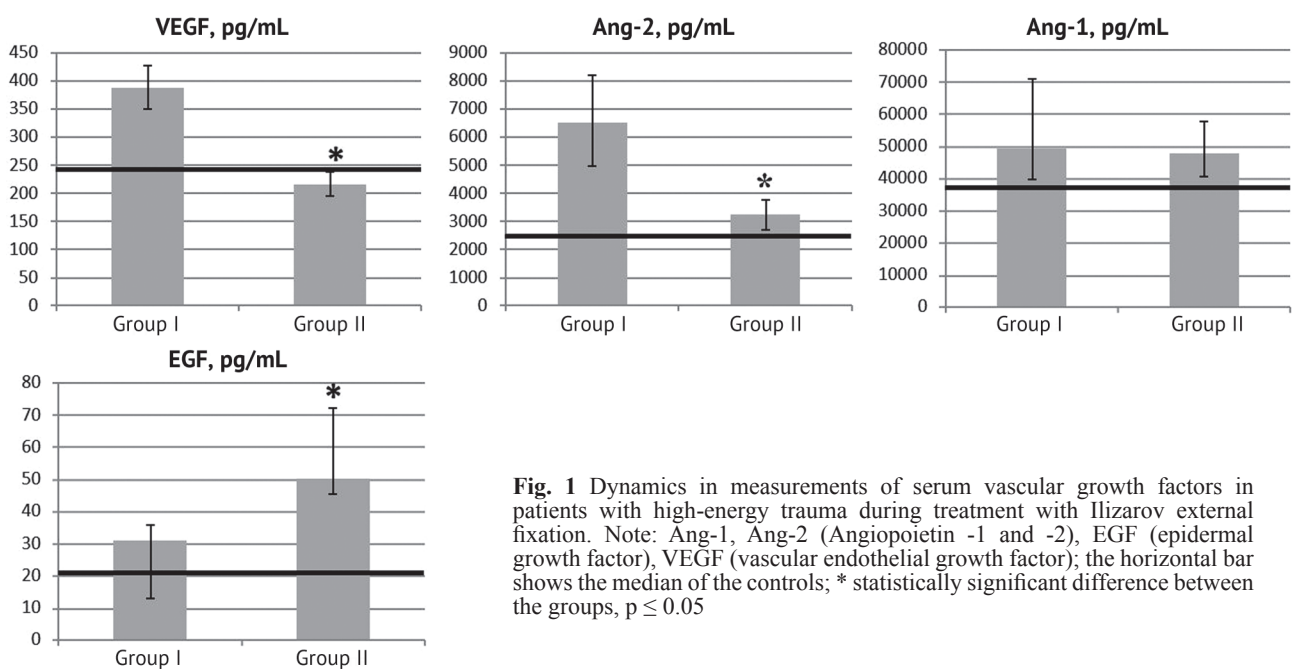 VEGF, pg/mL
450
400
350
300
250
200
150
100
50
0
*
Group I Group II
Ang-2, pg/mL
9000
8000
7000
6000
5000
4000
3000
2000
1000
0
*
Group I Group II
Ang-1, pg/mL
80000
70000
60000
50000
40000
30000
20000
10000
0
Group I Group II
EGF, pg/mL
80
70
60
50
40
30
20
10
0
*
Group I Group II
Fig. 1 Dynamics in measurements of serum vascular growth factors in
patients with high-energy trauma during treatment with Ilizarov external
fixation. Note: Ang-1, Ang-2 (Angiopoietin -1 and -2), EGF (epidermal
growth factor), VEGF (vascular endothelial growth factor); the horizontal bar
shows the median of the controls; * statistically significant difference between
the groups, p ≤ 0.05